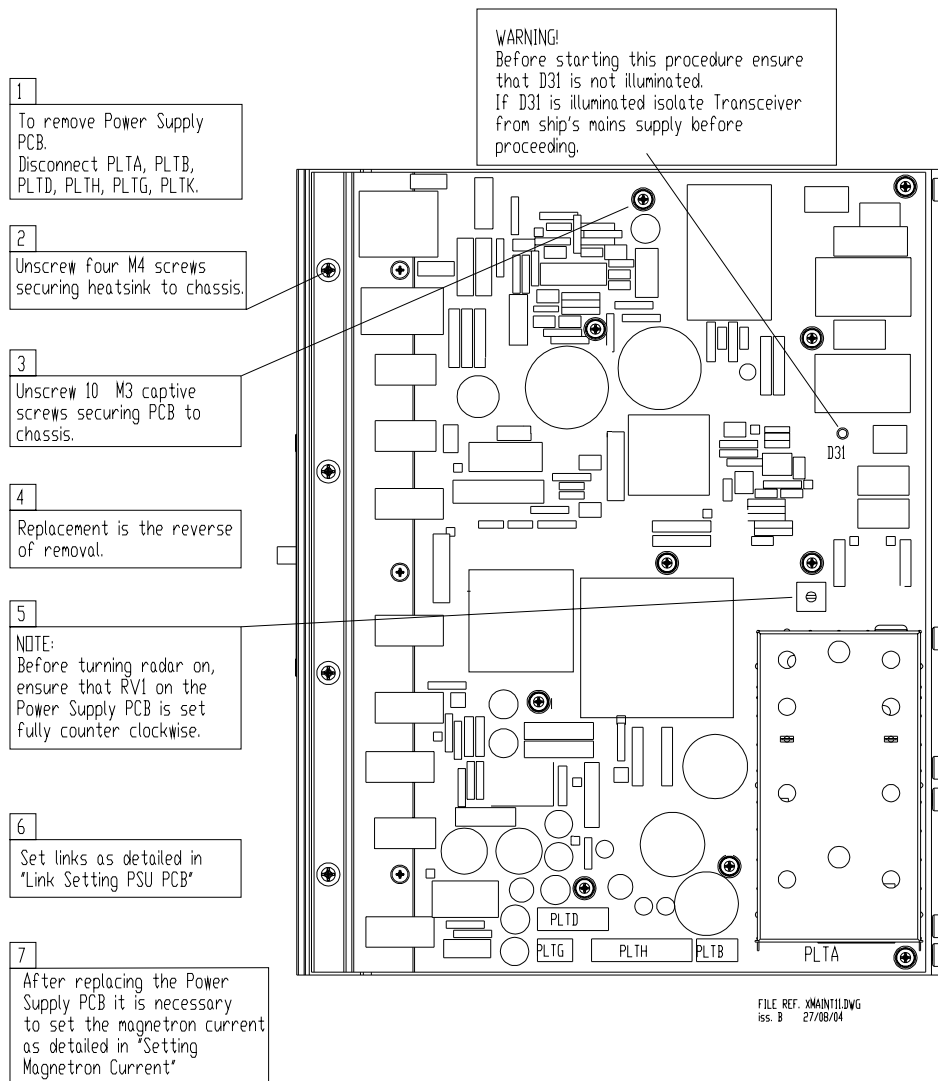 WARNING!
Before starting this procedure ensure
that D31 is not illuminated.
If D31 is illuminated isolate Transceiver
from ship's mains supply before
proceeding.
1
To remove Power Supply
PCB.
Disconnect PLTA, PLTB,
PLTD, PLTH, PLTG, PLTK.
2
Unscrew four M4 screws
securing heatsink to chassis.
3
Unscrew 10 M3 captive
screws securing PCB to
chassis.
4
Replacement is the reverse
of removal.
5
NOTE:
Before turning radar on,
ensure that RV1 on the
Power Supply PCB is set
fully counter clockwise.
6
Set links as detailed in
"Link Setting PSU PCB"
7
After replacing the Power
Supply PCB it is necessary
to set the magnetron current
as detailed in "Setting
Magnetron Current"
D31
PLTD
PLTG
PLTH
PLTB
PLTA
FILE REF. XMAINT11.DWG
iss. B 27/08/04